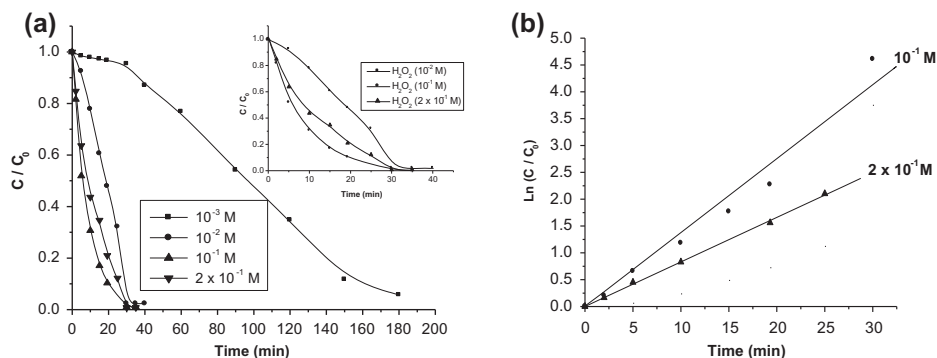 (a)
1.0
0.8
0.6
0.4
0.2
0.0
C / C₀
0 20 40 60 80 100 120 140 160 180 200
Time (min)
10⁻³ M
10⁻² M
10⁻¹ M
2 x 10⁻¹ M
1.0
0.8
0.6
0.4
0.2
0.0
C / C₀
0 10 20 30 40
Time (min)
H₂O₂ (10⁻² M)
H₂O₂ (10⁻¹ M)
H₂O₂ (2 x 10⁻¹ M)
(b)
5.0
4.5
4.0
3.5
3.0
2.5
2.0
1.5
1.0
0.5
0.0
Ln (C / C₀)
0 5 10 15 20 25 30
Time (min)
10⁻¹ M
2 x 10⁻¹M